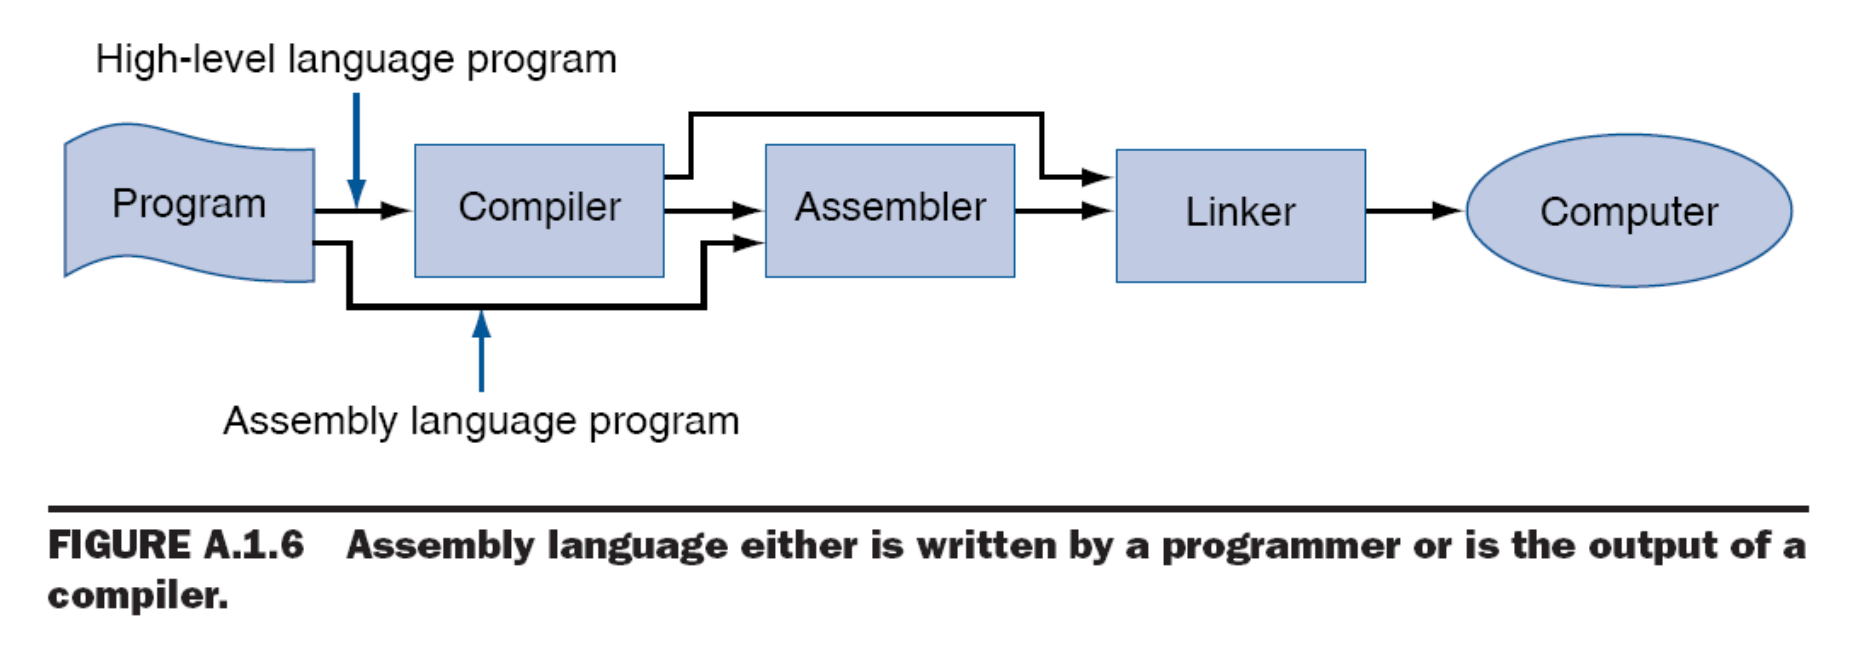 High-level language program
Program
Compiler
Assembler
Linker
Computer
Assembly language program
FIGURE A.1.6 Assembly language either is written by a programmer or is the output of a
compiler.